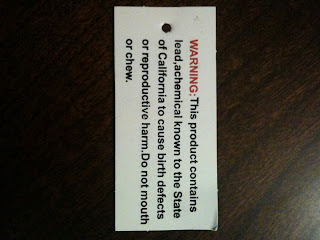 WARNING:This product contains
lead,achemical known to the State
of California to cause birth defects
or reproductive harm.Do not mouth
or chew.